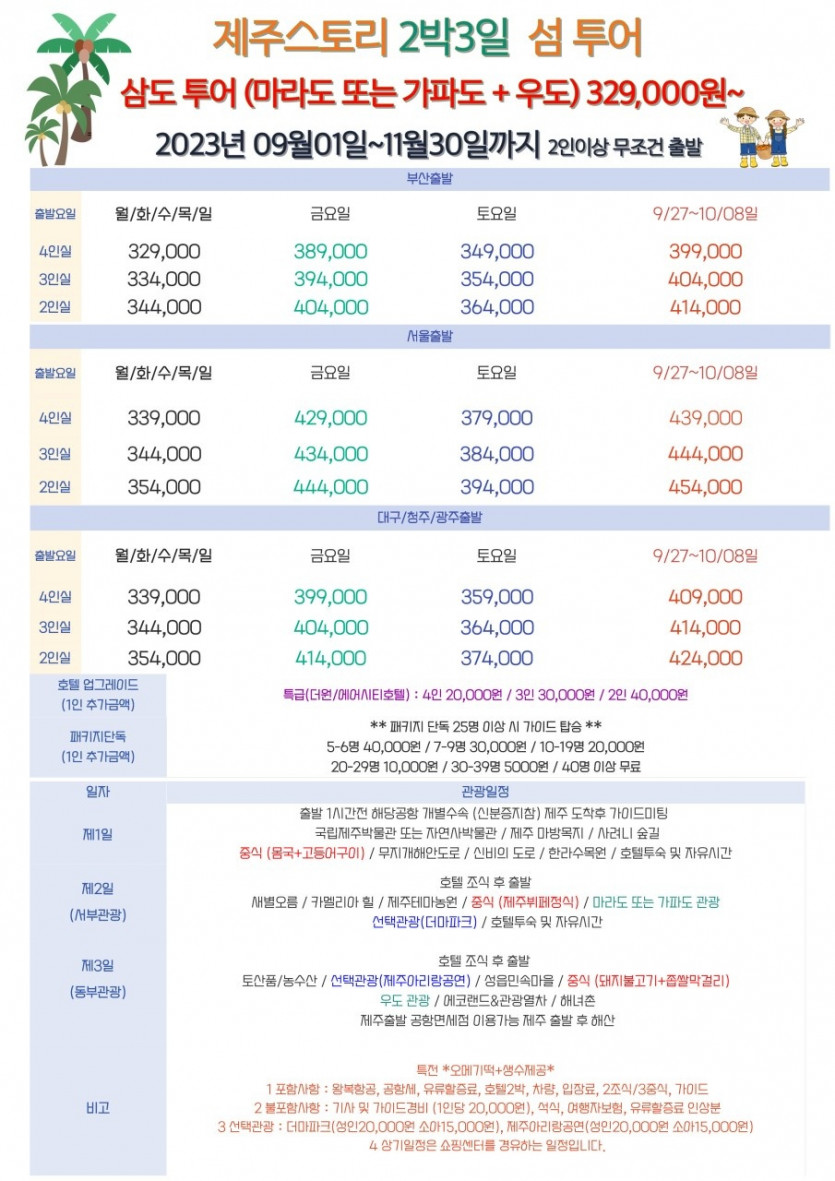 제주스토리 2박3일 섬 투어
삼도 투어 (마라도 또는 가파도 + 우도) 329,000원~
2023년 09월01일~11월30일까지 2인이상 무조건 출발
부산출발
출발요일 월/화/수/목/일 금요일 토요일 9/27~10/08일
4인실 329,000 389,000 349,000 399,000
3인실 334,000 394,000 354,000 404,000
2인실 344,000 404,000 364,000 414,000
서울출발
출발요일 월/화/수/목/일 금요일 토요일 9/27~10/08일
4인실 339,000 429,000 379,000 439,000
3인실 344,000 434,000 384,000 444,000
2인실 354,000 444,000 394,000 454,000
대구/청주/광주출발
출발요일 월/화/수/목/일 금요일 토요일 9/27~10/08일
4인실 339,000 399,000 359,000 409,000
3인실 344,000 404,000 364,000 414,000
2인실 354,000 414,000 374,000 424,000
호텔 업그레이드
(1인 추가금액)
특급(더원/에어시티호텔) : 4인 20,000원 / 3인 30,000원 / 2인 40,000원
패키지단독
(1인 추가금액)
** 패키지 단독 25명 이상 시 가이드 탑승 **
5-6명 40,000원 / 7-9명 30,000원 / 10-19명 20,000원
20-29명 10,000원 / 30-39명 5000원 / 40명 이상 무료
일자 관광일정
제1일
출발 1시간전 해당공항 개별수속 (신분증지참) 제주 도착후 가이드미팅
국립제주박물관 또는 자연사박물관 / 제주 마방목지 / 사려니 숲길
중식 (몸국+고등어구이) / 무지개해안도로 / 신비의 도로 / 한라수목원 / 호텔투숙 및 자유시간
제2일
(서부관광)
호텔 조식 후 출발
새별오름 / 카멜리아 힐 / 제주테마농원 / 중식 (제주뷔페정식) / 마라도 또는 가파도 관광
선택관광(더마파크) / 호텔투숙 및 자유시간
제3일
(동부관광)
호텔 조식 후 출발
토산품/농수산 / 선택관광(제주아리랑공연) / 성읍민속마을 / 중식 (돼지불고기+좁쌀막걸리)
우도 관광 / 에코랜드&관광열차 / 해녀촌
제주출발 공항면세점 이용가능 제주 출발 후 해산
비고
특전 *오메기떡+생수제공*
1 포함사항 : 왕복항공, 공항세, 유류할증료, 호텔2박, 차량, 입장료, 2조식/3중식, 가이드
2 불포함사항 : 기사 및 가이드경비 (1인당 20,000원), 석식, 여행자보험, 유류할증료 인상분
3 선택관광 : 더마파크(성인20,000원 소아15,000원), 제주아리랑공연(성인20,000원 소아15,000원)
4 상기일정은 쇼핑센터를 경유하는 일정입니다.